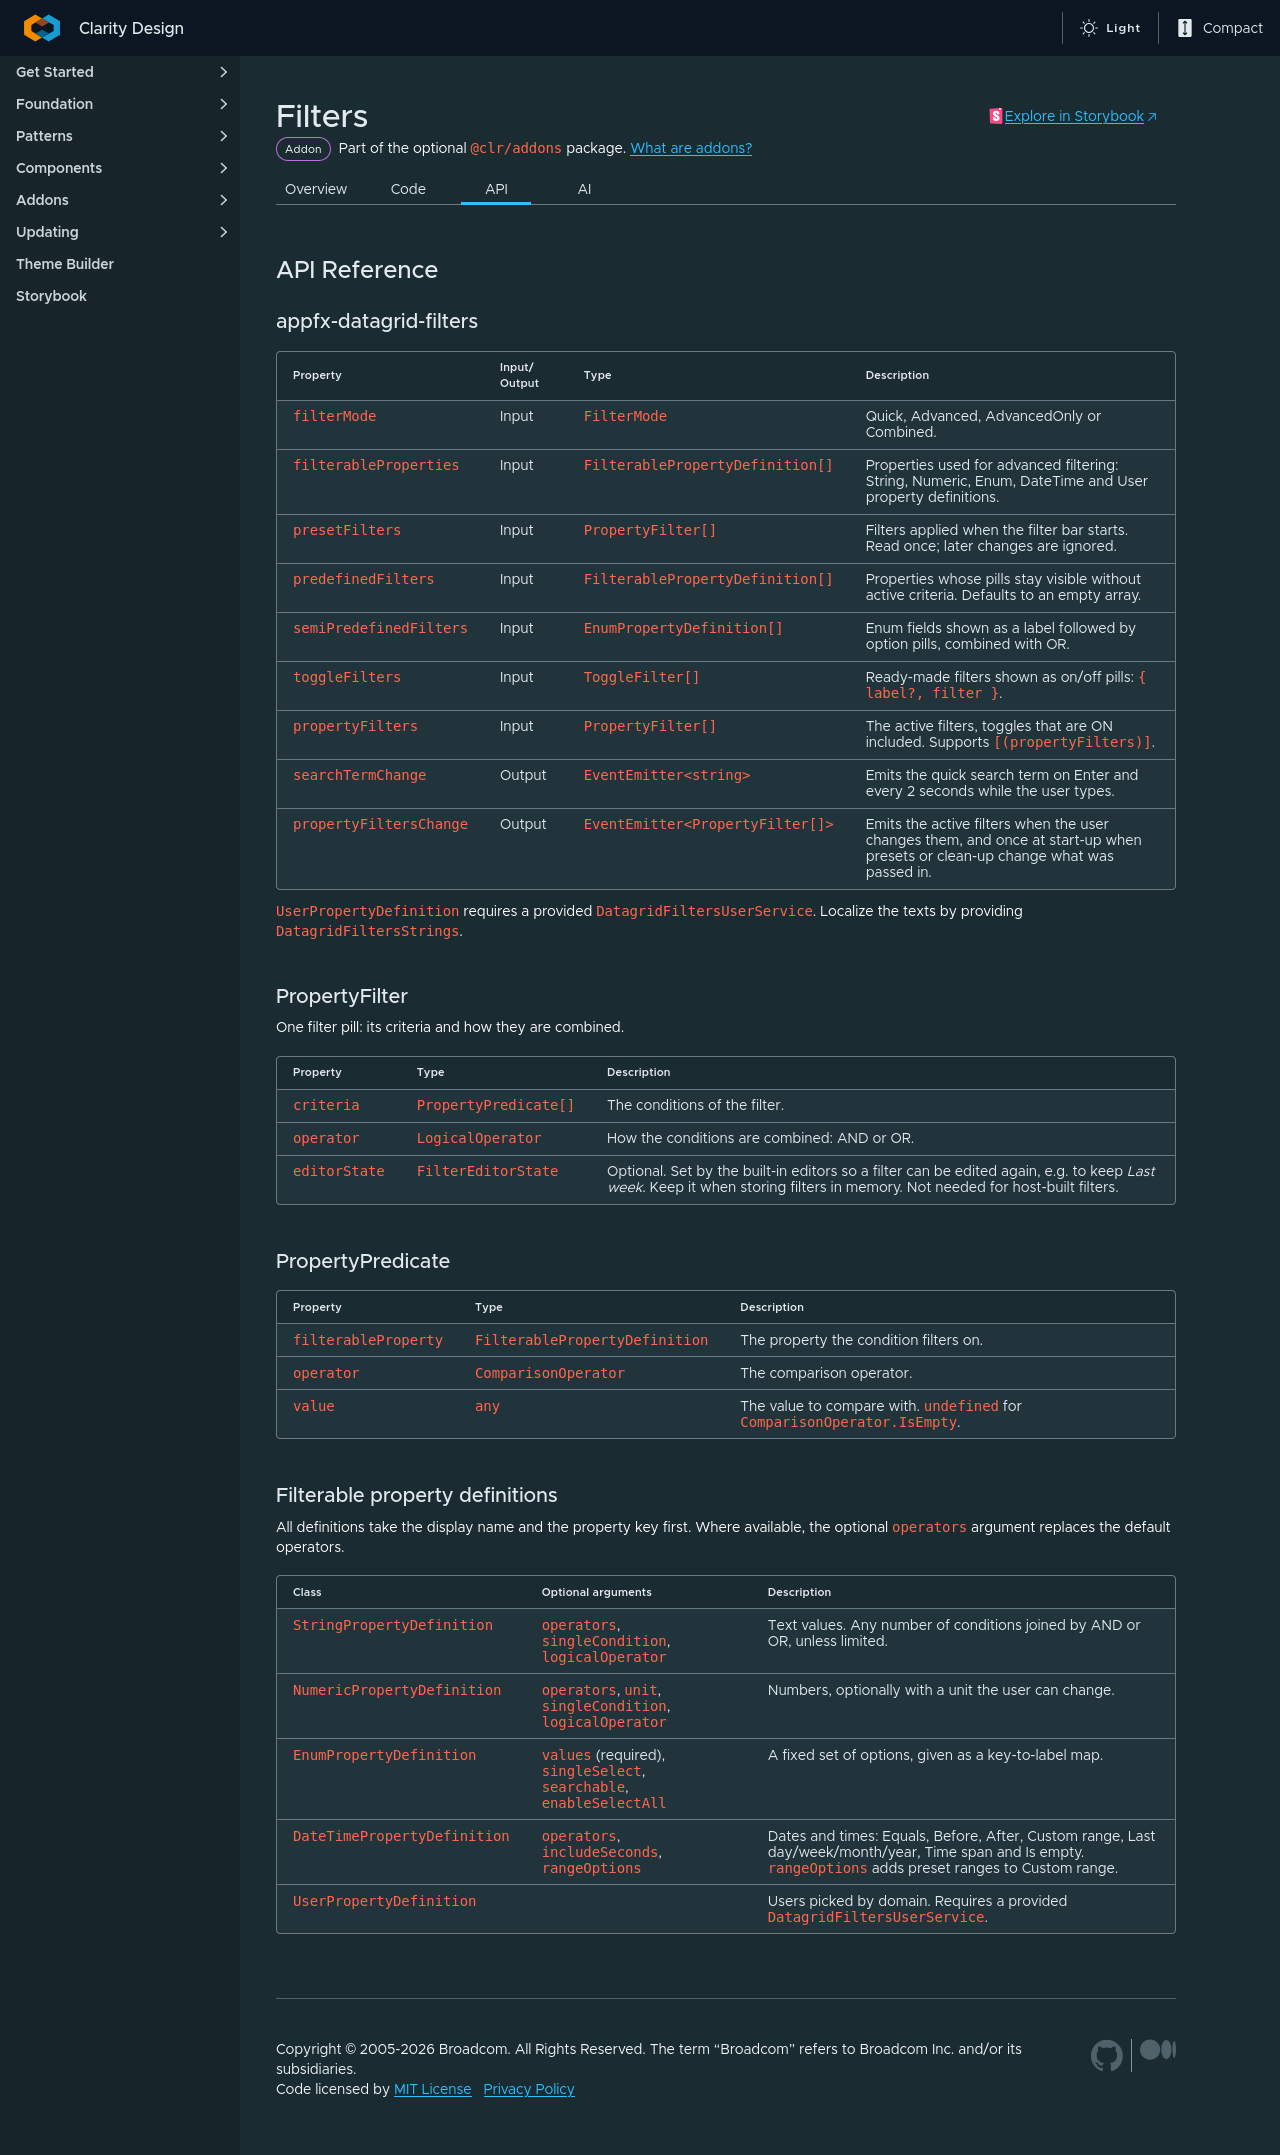 Clarity Design
Light
Compact
Get Started
Foundation
Patterns
Components
Addons
Updating
Theme Builder
Storybook
Filters
Explore in Storybook
Addon Part of the optional @clr/addons package. What are addons?
Overview Code API AI
API Reference
appfx-datagrid-filters
Property Input/ Output Type Description
filterMode Input FilterMode Quick, Advanced, AdvancedOnly or
Combined.
filterableProperties Input FilterablePropertyDefinition[] Properties used for advanced filtering:
String, Numeric, Enum, DateTime and User
property definitions.
presetFilters Input PropertyFilter[] Filters applied when the filter bar starts.
Read once; later changes are ignored.
predefinedFilters Input FilterablePropertyDefinition[] Properties whose pills stay visible without
active criteria. Defaults to an empty array.
semiPredefinedFilters Input EnumPropertyDefinition[] Enum fields shown as a label followed by
option pills, combined with OR.
toggleFilters Input ToggleFilter[] Ready-made filters shown as on/off pills: {
label?, filter }.
propertyFilters Input PropertyFilter[] The active filters, toggles that are ON
included. Supports [(propertyFilters)].
searchTermChange Output EventEmitter<string> Emits the quick search term on Enter and
every 2 seconds while the user types.
propertyFiltersChange Output EventEmitter<PropertyFilter[]> Emits the active filters when the user
changes them, and once at start-up when
presets or clean-up change what was
passed in.
UserPropertyDefinition requires a provided DatagridFiltersUserService. Localize the texts by providing
DatagridFiltersStrings.
PropertyFilter
One filter pill: its criteria and how they are combined.
Property Type Description
criteria PropertyPredicate[] The conditions of the filter.
operator LogicalOperator How the conditions are combined: AND or OR.
editorState FilterEditorState Optional. Set by the built-in editors so a filter can be edited again, e.g. to keep Last
week. Keep it when storing filters in memory. Not needed for host-built filters.
PropertyPredicate
Property Type Description
filterableProperty FilterablePropertyDefinition The property the condition filters on.
operator ComparisonOperator The comparison operator.
value any The value to compare with. undefined for
ComparisonOperator.IsEmpty.
Filterable property definitions
All definitions take the display name and the property key first. Where available, the optional operators argument replaces the default
operators.
Class Optional arguments Description
StringPropertyDefinition operators, Text values. Any number of conditions joined by AND or
singleCondition, OR, unless limited.
logicalOperator
NumericPropertyDefinition operators, unit, Numbers, optionally with a unit the user can change.
singleCondition,
logicalOperator
EnumPropertyDefinition values (required), A fixed set of options, given as a key-to-label map.
singleSelect,
searchable,
enableSelectAll
DateTimePropertyDefinition operators, Dates and times: Equals, Before, After, Custom range, Last
includeSeconds, day/week/month/year, Time span and Is empty.
rangeOptions rangeOptions adds preset ranges to Custom range.
UserPropertyDefinition Users picked by domain. Requires a provided
DatagridFiltersUserService.
Copyright © 2005-2026 Broadcom. All Rights Reserved. The term “Broadcom” refers to Broadcom Inc. and/or its
subsidiaries.
Code licensed by MIT License Privacy Policy